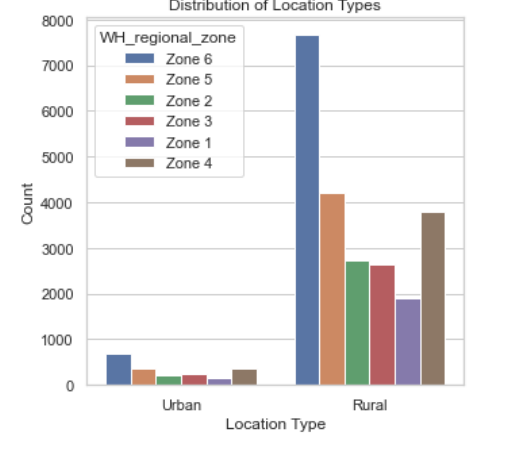 Distribution of Location Types
8000
7000
6000
5000
4000
3000
2000
1000
0
Count
WH_regional_zone
Zone 6
Zone 5
Zone 2
Zone 3
Zone 1
Zone 4
Urban
Rural
Location Type